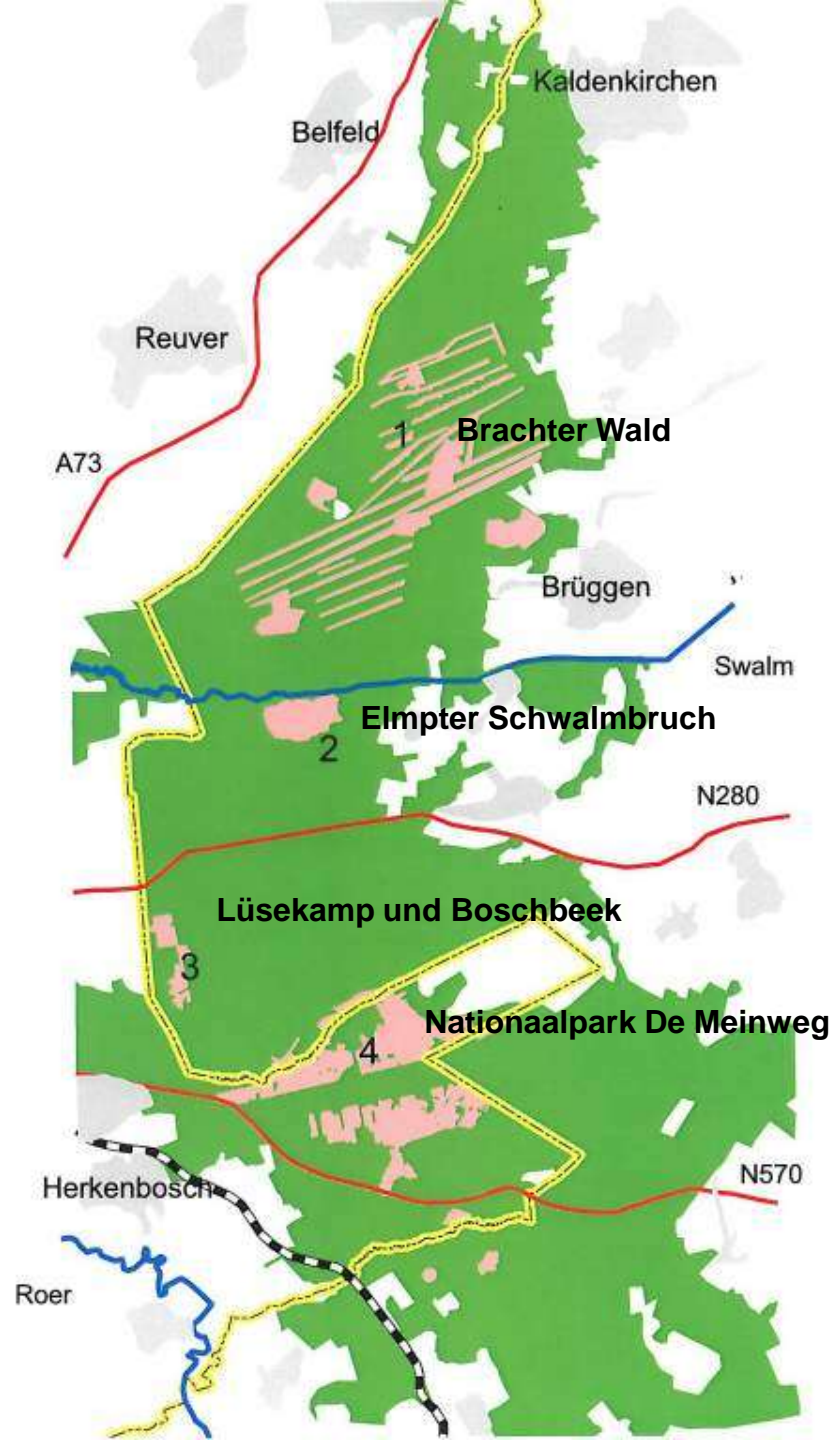 Kaldenkirchen
Belfeld
Reuver
1
Brachter Wald
A73
Brüggen
Swalm
Elmpter Schwalmbruch
2
N280
Lüsekamp und Boschbeek
3
Nationaalpark De Meinweg
4
N570
Herkenbosch
Roer